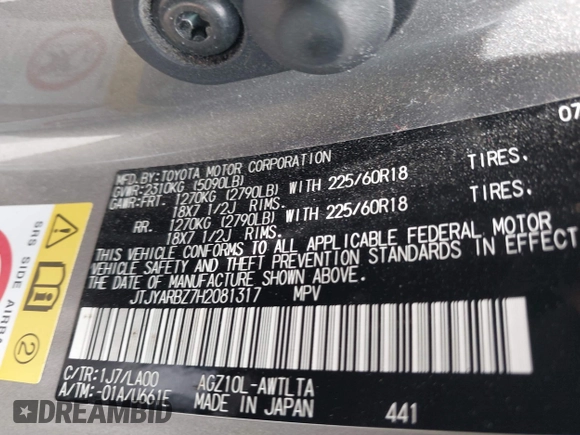 07
MFD.BY:TOYOTA MOTOR CORPORATION
GVWR:2310KG (5090LB)
GAWR:FRT. 1270KG (2790LB) WITH 225/60R18 TIRES.
18X7 1/2J RIMS.
RR. 1270KG (2790LB) WITH 225/60R18 TIRES.
18X7 1/2J RIMS.
THIS VEHICLE CONFORMS TO ALL APPLICABLE FEDERAL MOTOR
VEHICLE SAFETY AND THEFT PREVENTION STANDARDS IN EFFECT
THE DATE OF MANUFACTURE SHOWN ABOVE.
JTJYARBZ7H2081317 MPV
C/TR:1J7/LA00 AGZ10L-AWTLTA
A/TM:-01A/U661E MADE IN JAPAN 441
SRS SIDE AIRBA
2
DREAMBID